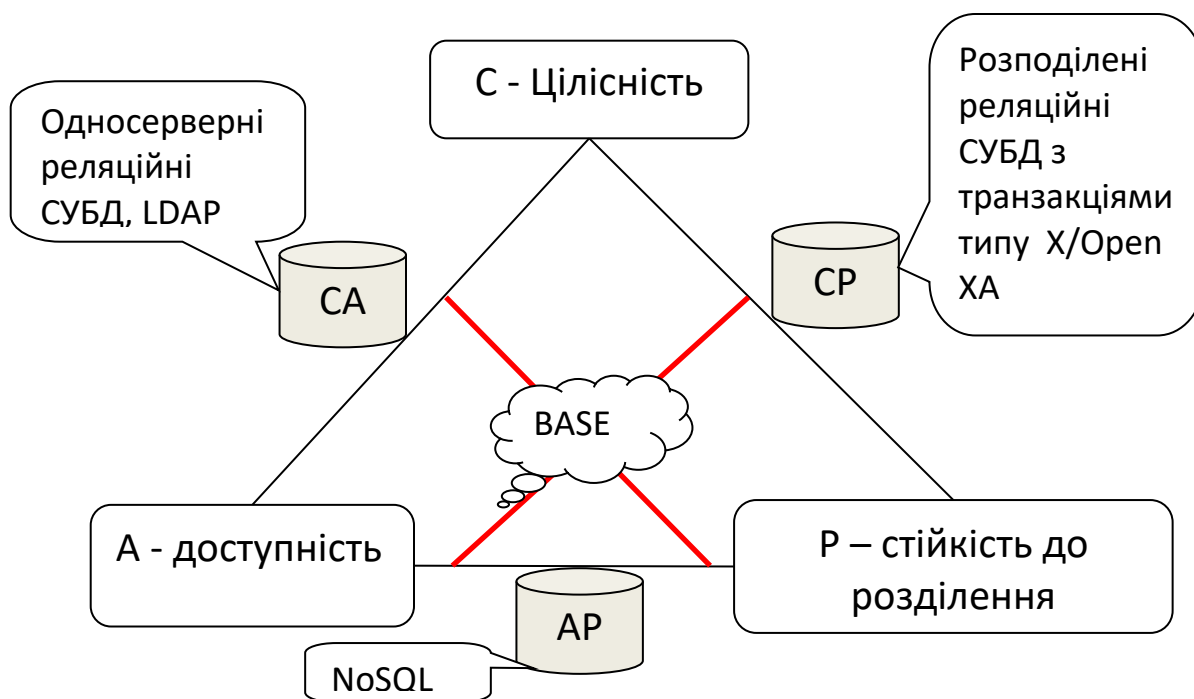 С - Цілісність
Односерверні
реляційні
СУБД, LDAP
Розподілені
реляційні
СУБД з
транзакціями
типу X/Open
XA
CA
CP
BASE
А - доступність
Р – стійкість до
розділення
AP
NoSQL